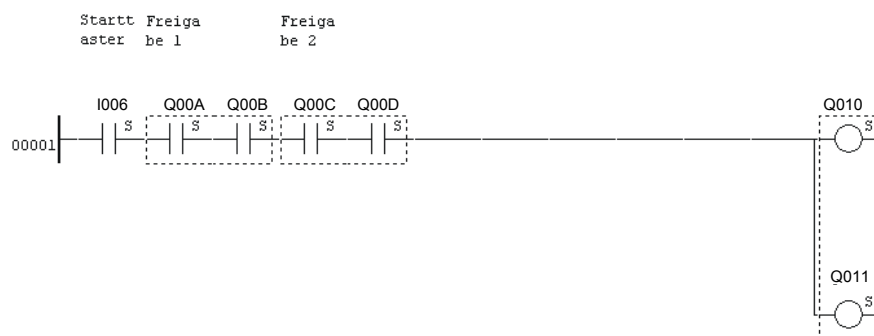 Startt Freiga Freiga
aster be 1 be 2
I006 Q00A Q00B Q00C Q00D Q010
S S S S S S
00001
Q011
S